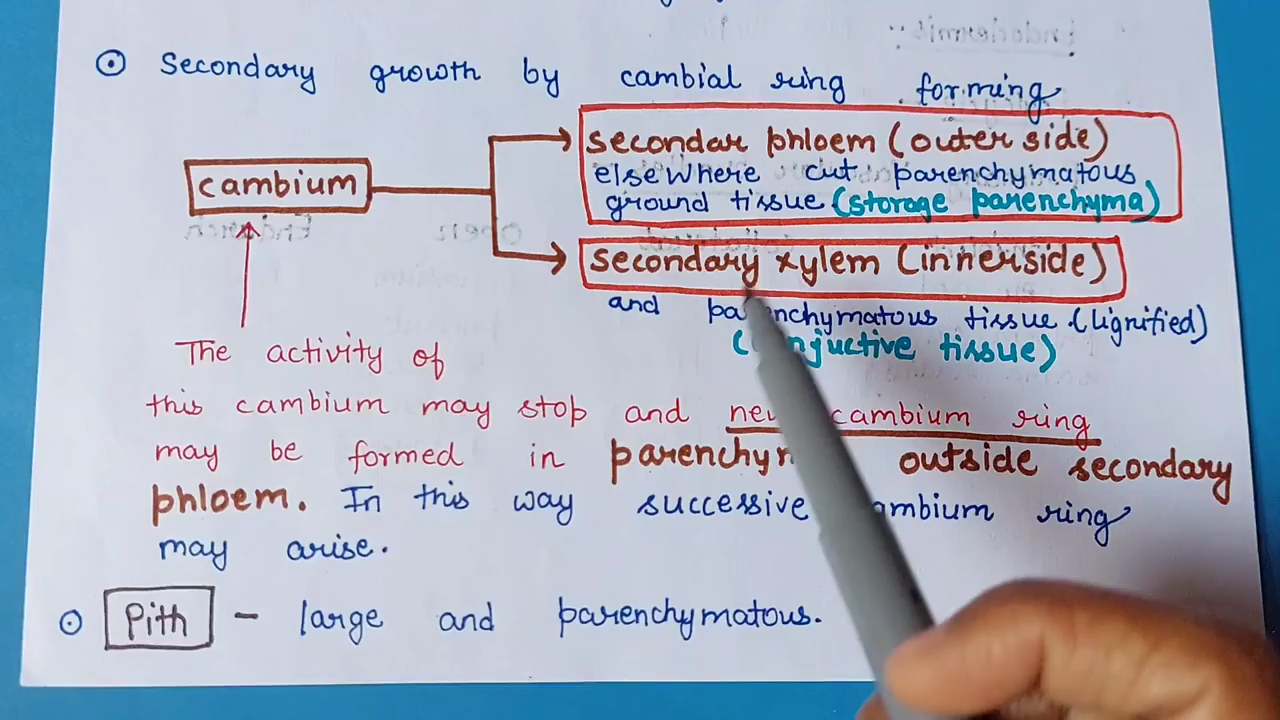 Secondary growth by cambial ring forming
secondar phloem (outer side)
elsewhere cut parenchymatous
ground tissue (storage parenchyma)
cambium
secondary xylem (innerside)
and parenchymatous tissue (lignified)
tissue)
The activity of
this cambium may stop and cambium ring
may be formed in outside secondary
phloem. In this way successive ring
may arise.
Pith - large and parenchymatous.